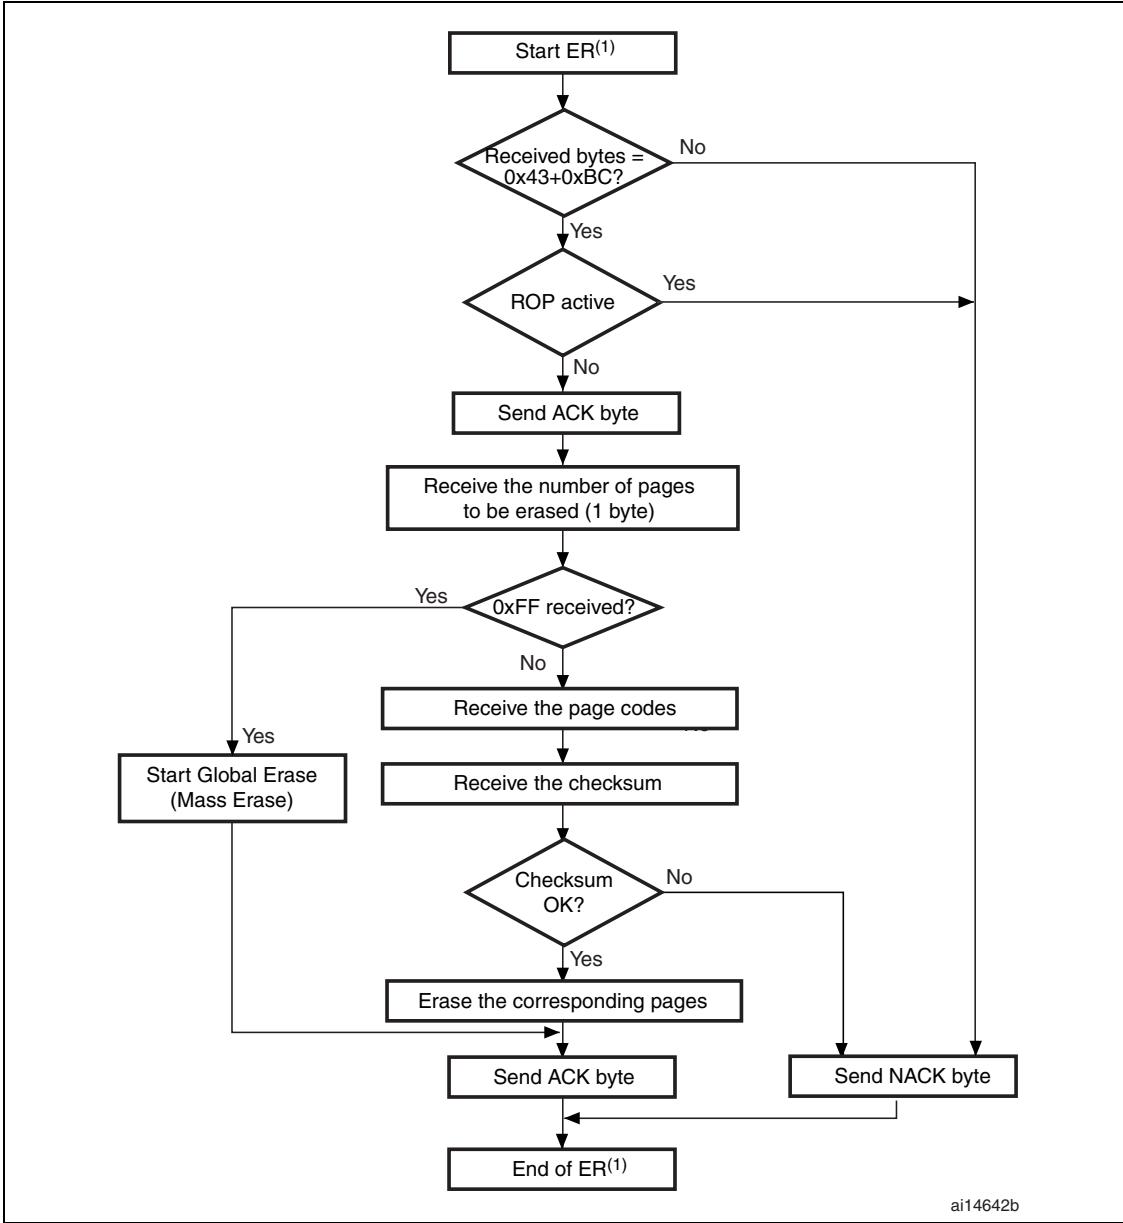 Start ER(1)
Received bytes =
0x43+0xBC?
No
Yes
ROP active
Yes
No
Send ACK byte
Receive the number of pages
to be erased (1 byte)
0xFF received?
Yes
No
Receive the page codes
Yes
Start Global Erase
(Mass Erase)
Receive the checksum
Checksum
OK?
No
Yes
Erase the corresponding pages
Send ACK byte
Send NACK byte
End of ER(1)
ai14642b